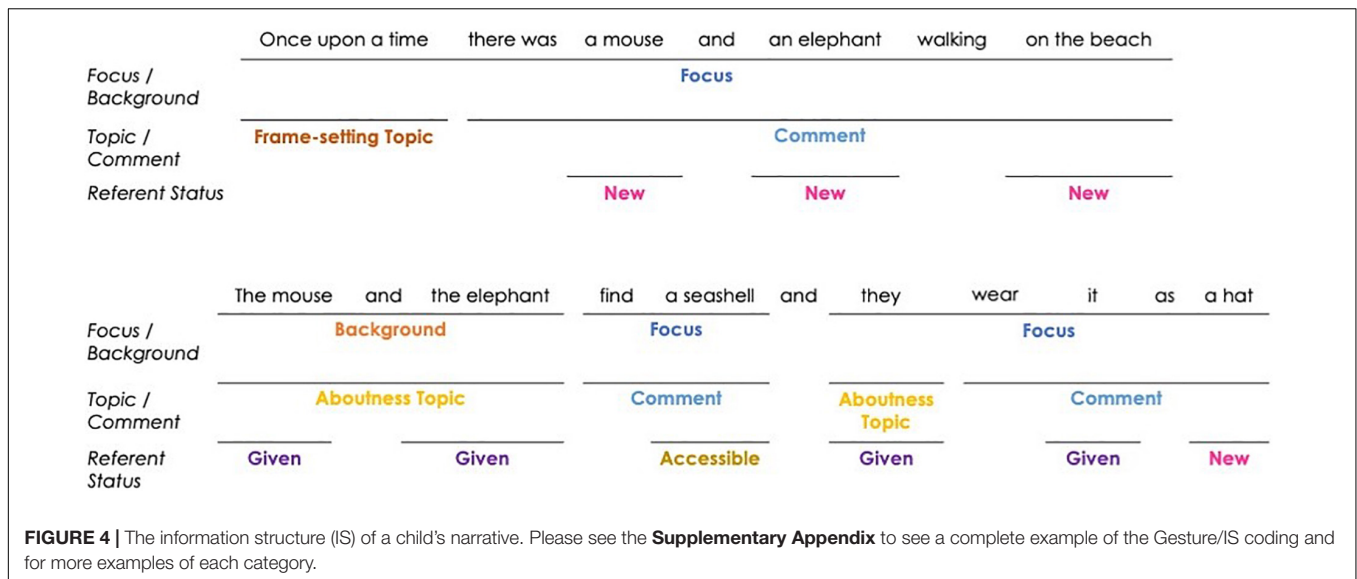 Once upon a time there was a mouse and an elephant walking on the beach
Focus /
Background
Focus
Topic /
Comment
Frame-setting Topic Comment
Referent Status New New New
The mouse and the elephant find a seashell and they wear it as a hat
Focus /
Background
Background Focus Focus
Topic /
Comment
Aboutness Topic Comment Aboutness
Topic Comment
Referent
Status
Given Given Accessible Given Given New
FIGURE 4 | The information structure (IS) of a child's narrative. Please see the Supplementary Appendix to see a complete example of the Gesture/IS coding and
for more examples of each category.